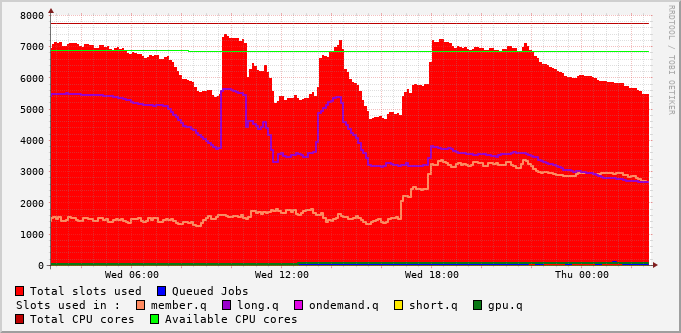 8000
7000
6000
5000
4000
3000
2000
1000
0
Wed 06:00 Wed 12:00 Wed 18:00 Thu 00:00
RRDTOOL / TOBI OETIKER
Total slots used Queued Jobs
Slots used in : member.q long.q ondemand.q short.q gpu.q
Total CPU cores Available CPU cores